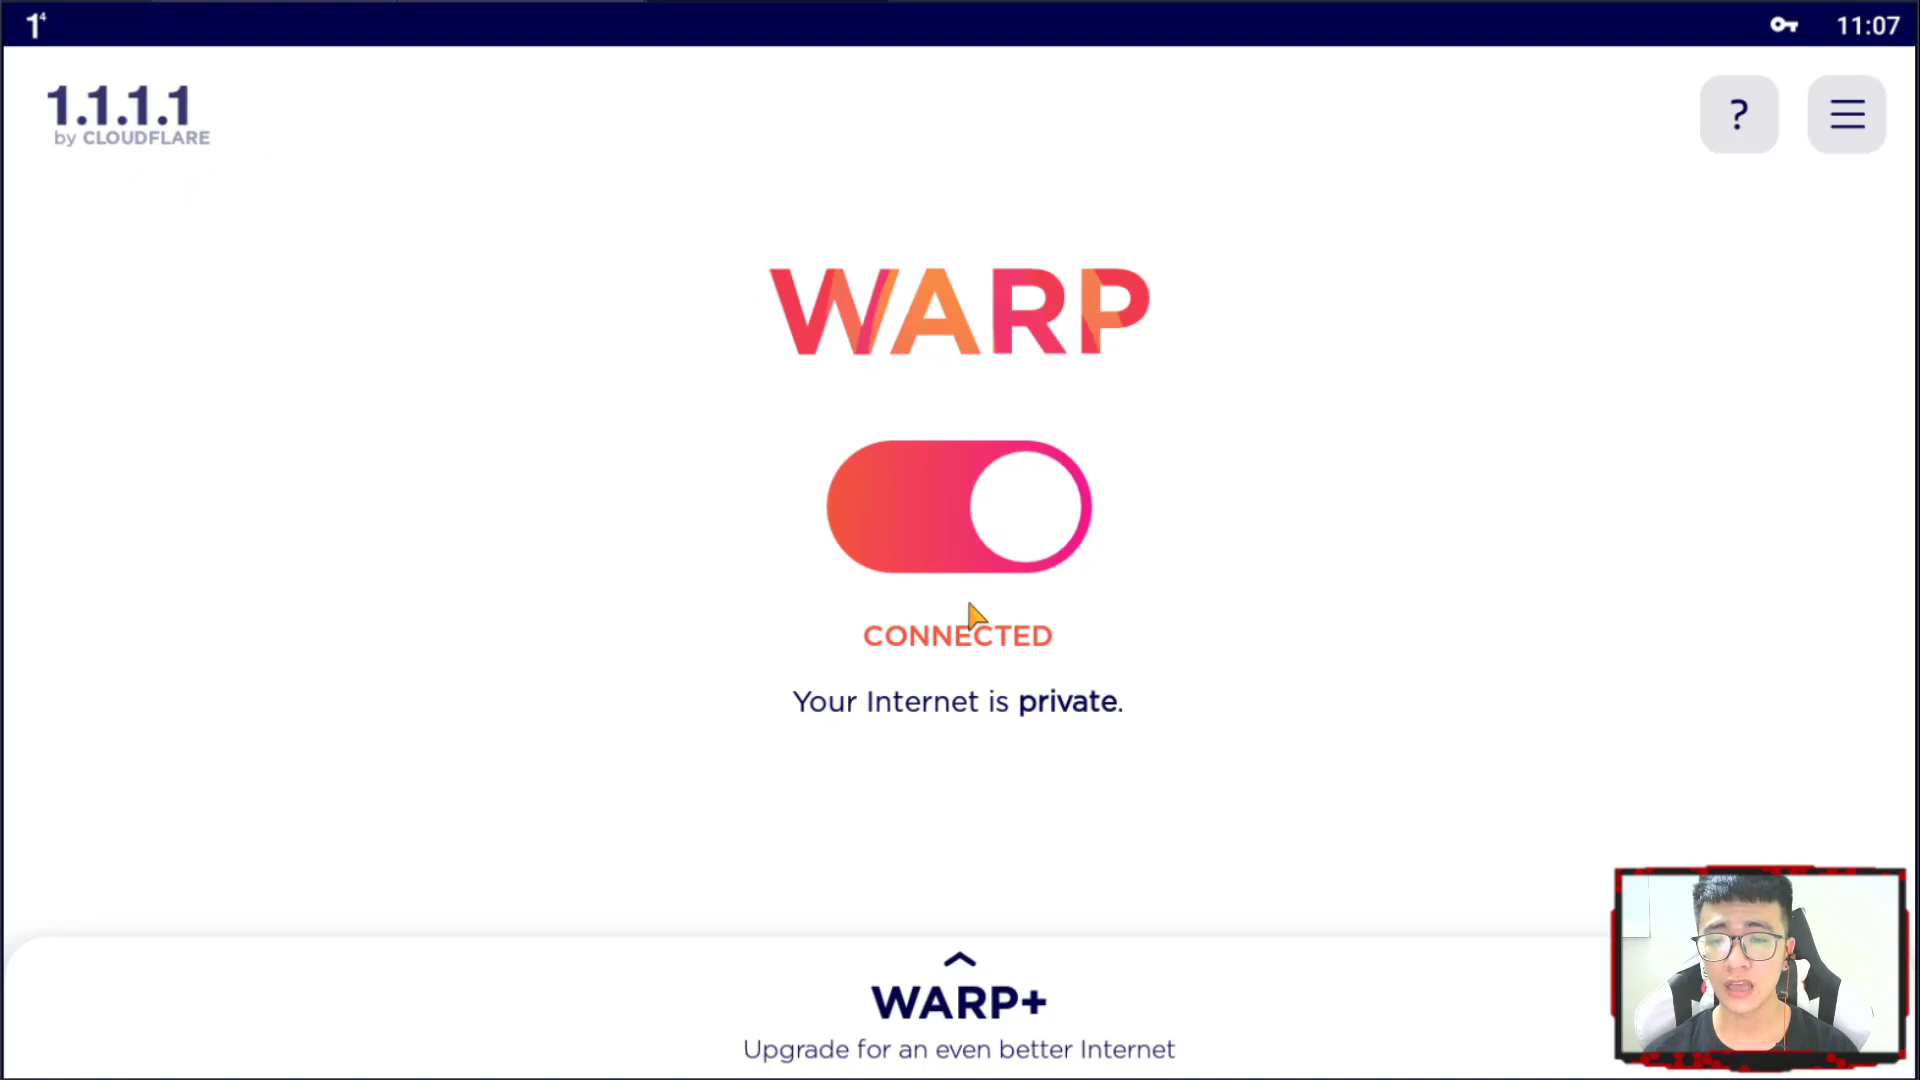 1⁴
11:07
1.1.1.1
by CLOUDFLARE
?
WARP
CONNECTED
Your Internet is private.
WARP+
Upgrade for an even better Internet